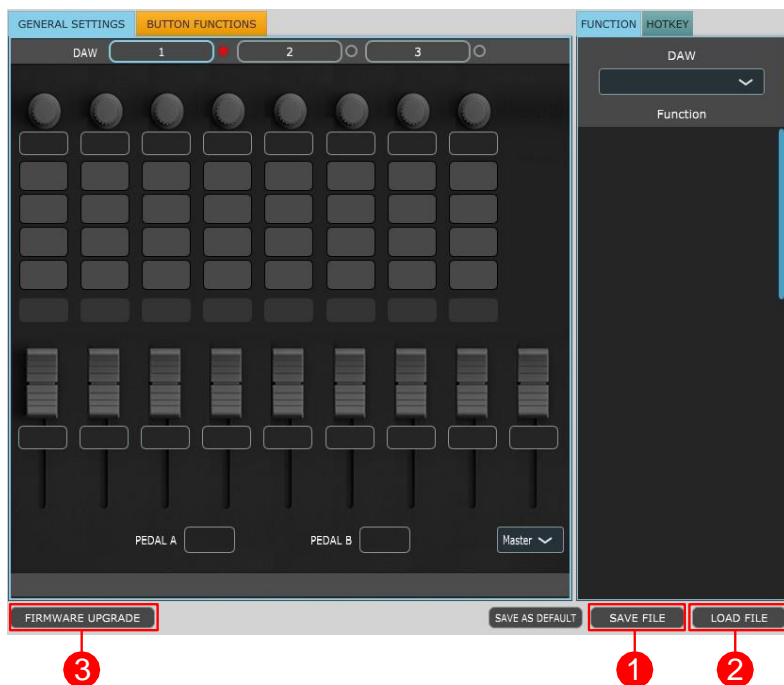 GENERAL SETTINGS BUTTON FUNCTIONS FUNCTION HOTKEY
DAW 1 2 3
DAW
Function
PEDAL A PEDAL B Master
FIRMWARE UPGRADE SAVE AS DEFAULT SAVE FILE LOAD FILE
3 1 2